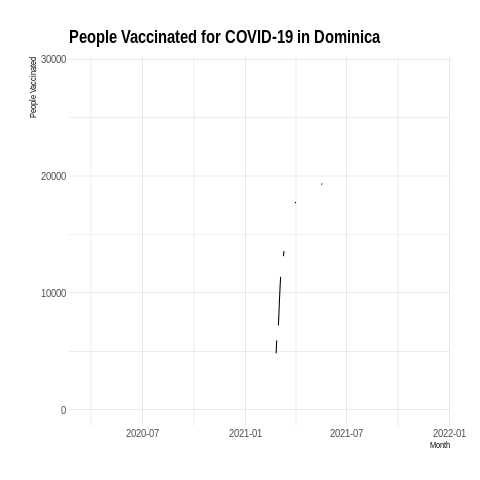 People Vaccinated for COVID-19 in Dominica
People Vaccinated
30000
20000
10000
0
2020-07
2021-01
2021-07
2022-01
Month